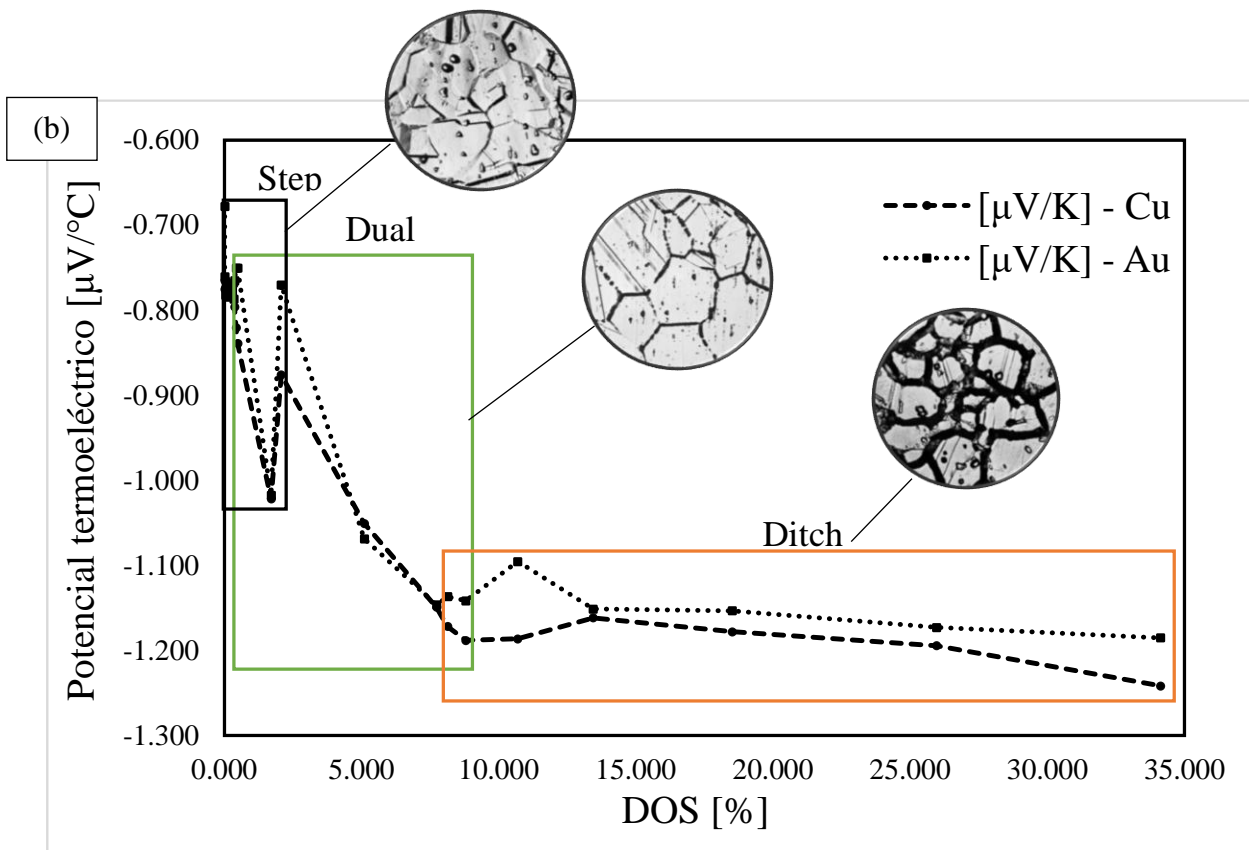 (b)
Step
Dual
Ditch
[μV/K] - Cu
[μV/K] - Au
Potencial termoeléctrico [μV/°C]
-0.600
-0.700
-0.800
-0.900
-1.000
-1.100
-1.200
-1.300
0.000 5.000 10.000 15.000 20.000 25.000 30.000 35.000
DOS [%]